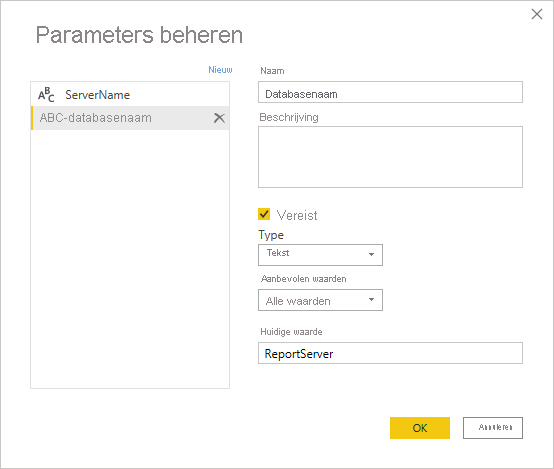 Parameters beheren
Nieuw
ABC ServerName
ABC-databasenaam
Naam
Databasenaam
Beschrijving
Vereist
Type
Tekst
Aanbevolen waarden
Alle waarden
Huidige waarde
ReportServer
OK
Annuleren